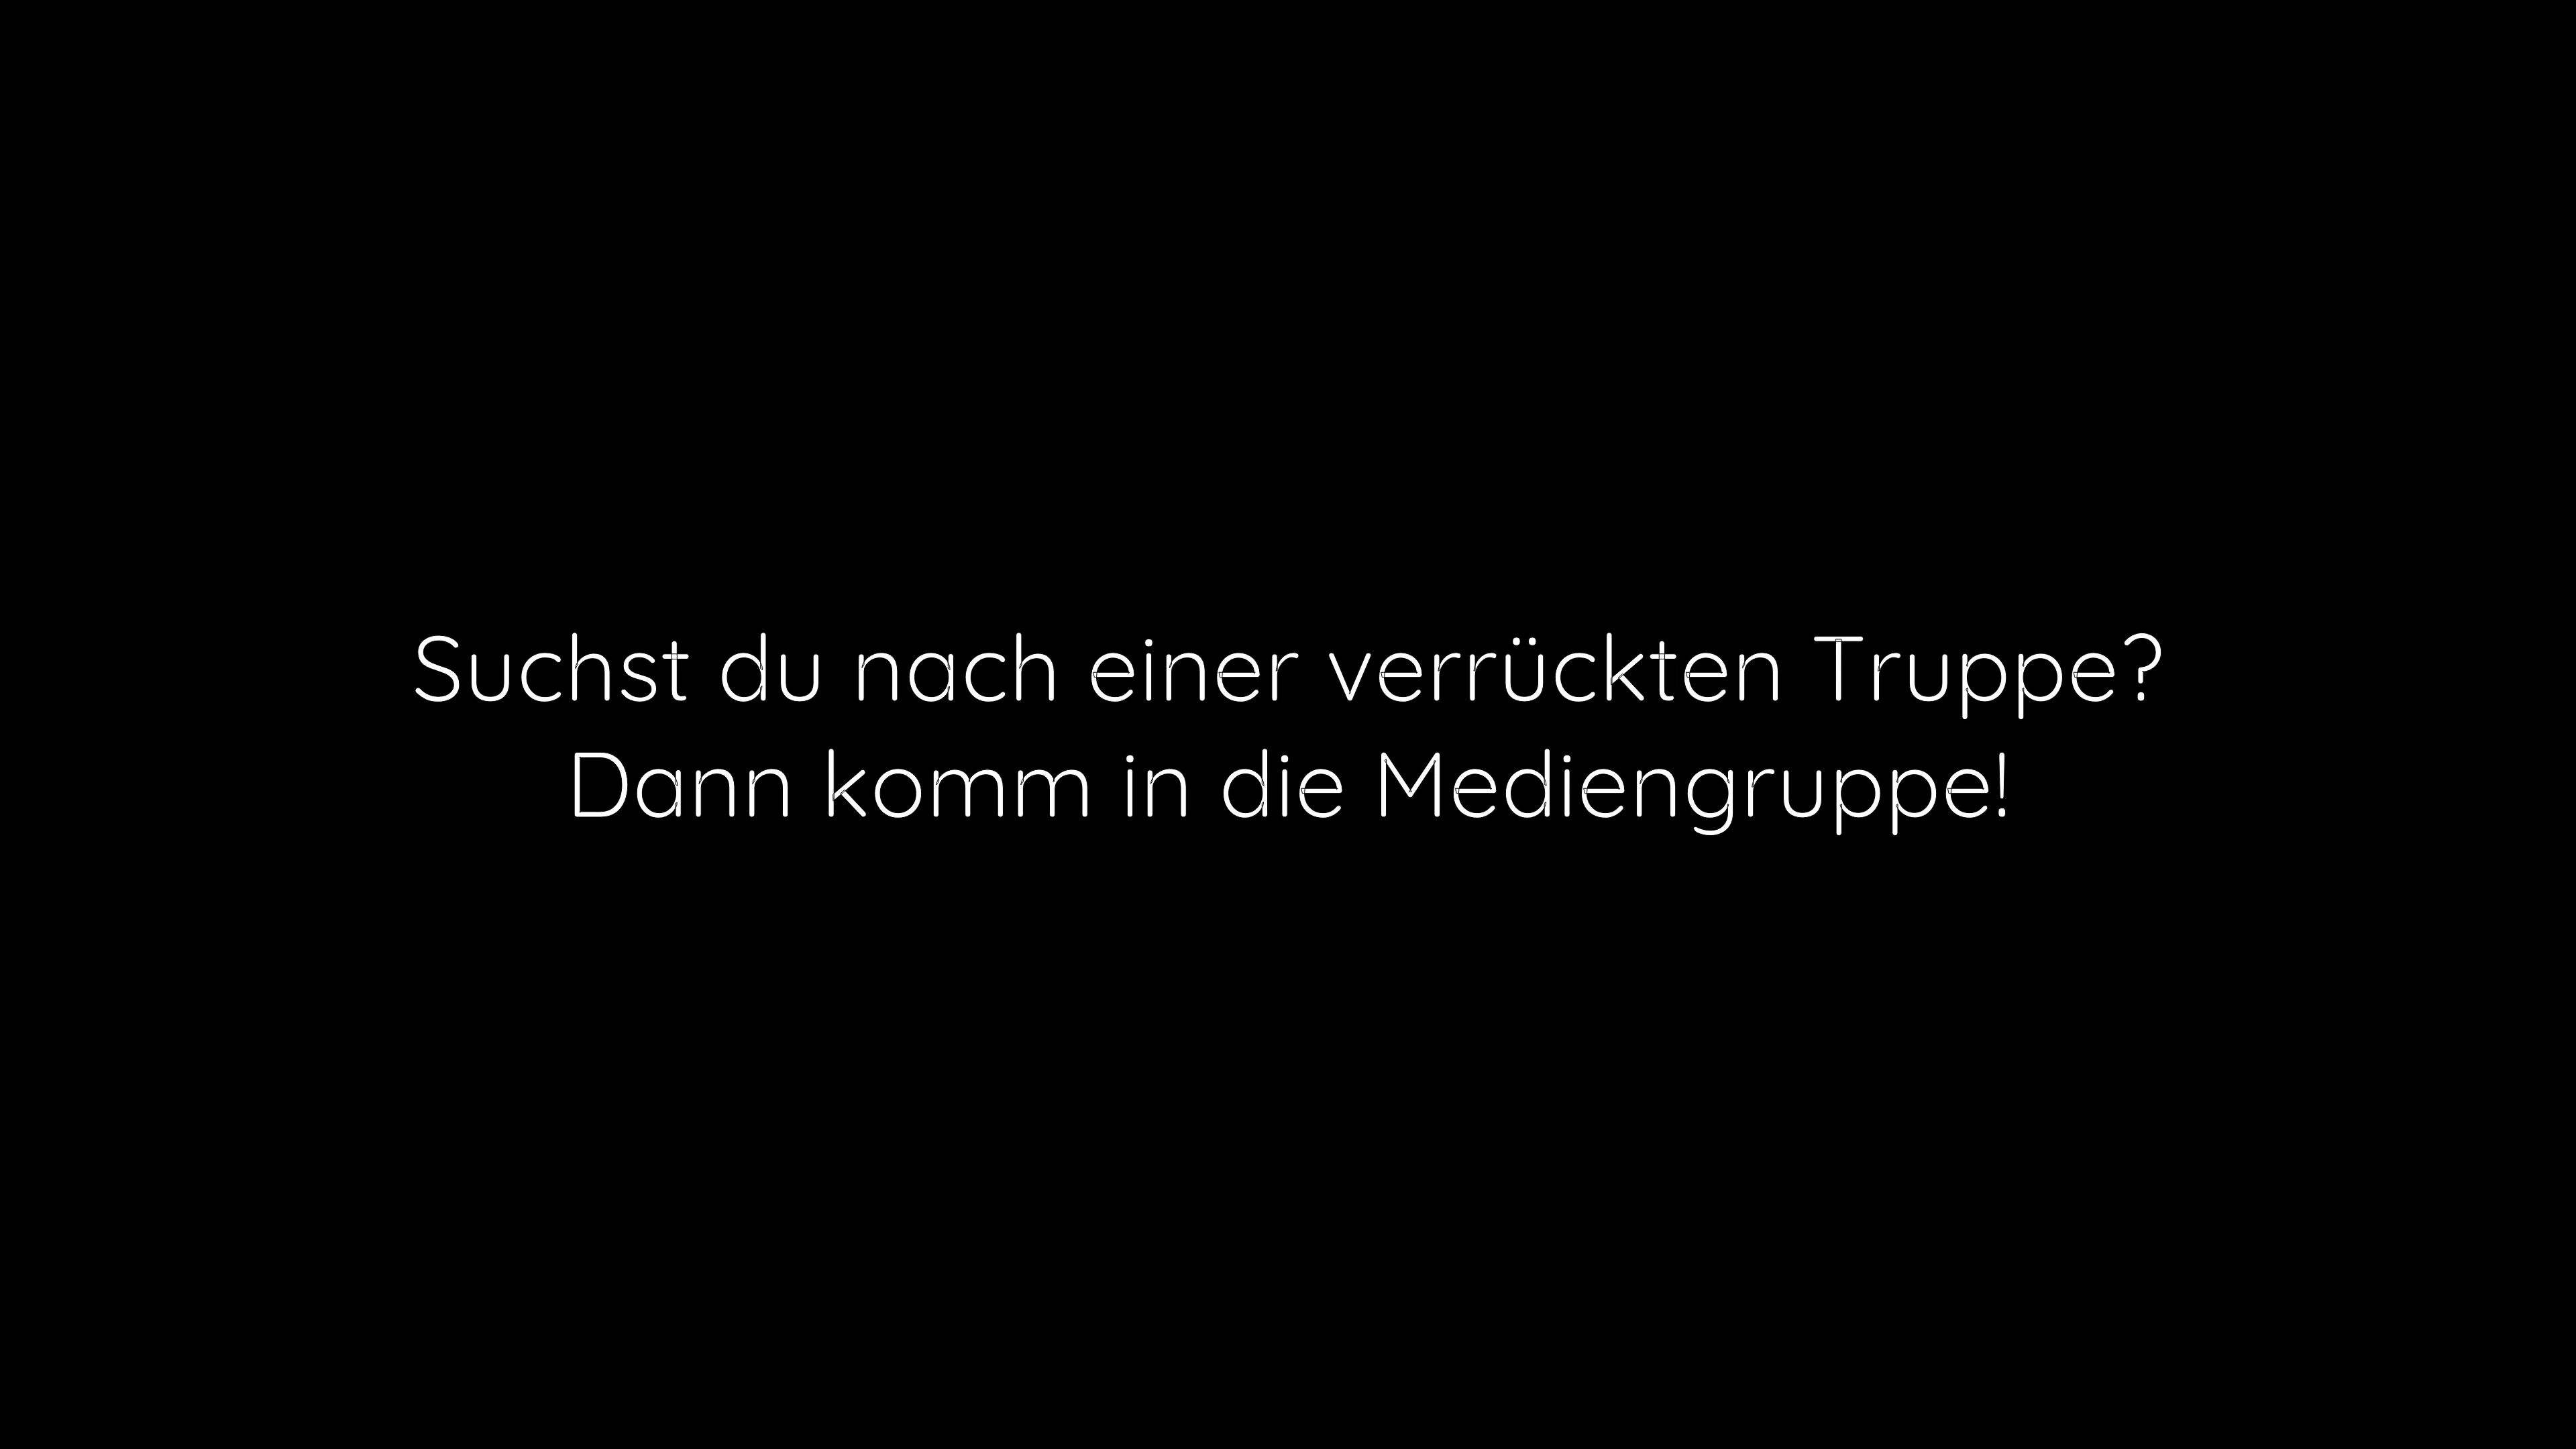 Suchst du nach einer verrückten Truppe?
Dann komm in die Mediengruppe!